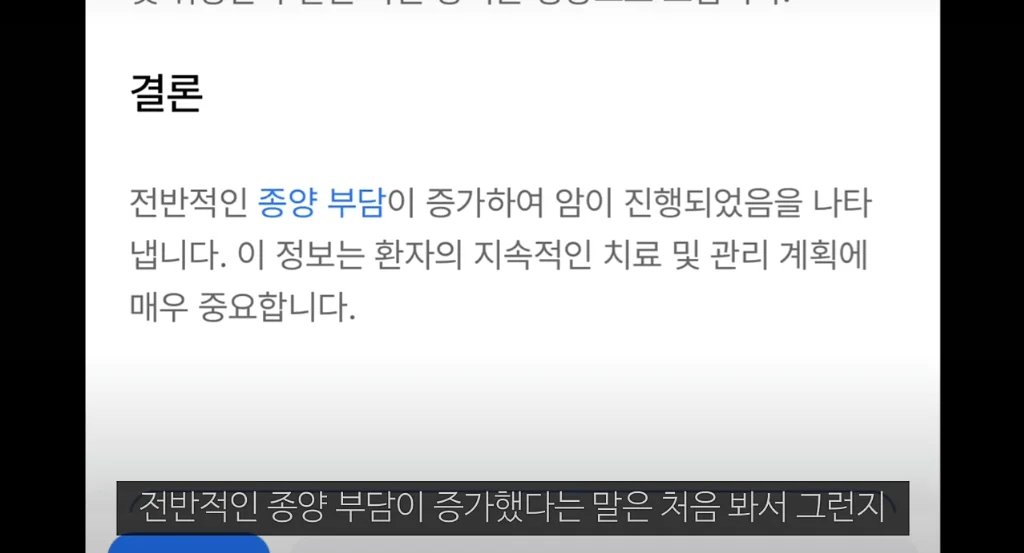 결론
전반적인 종양 부담이 증가하여 암이 진행되었음을 나타
냅니다. 이 정보는 환자의 지속적인 치료 및 관리 계획에
매우 중요합니다.
전반적인 종양 부담이 증가했다는 말은 처음 봐서 그런지